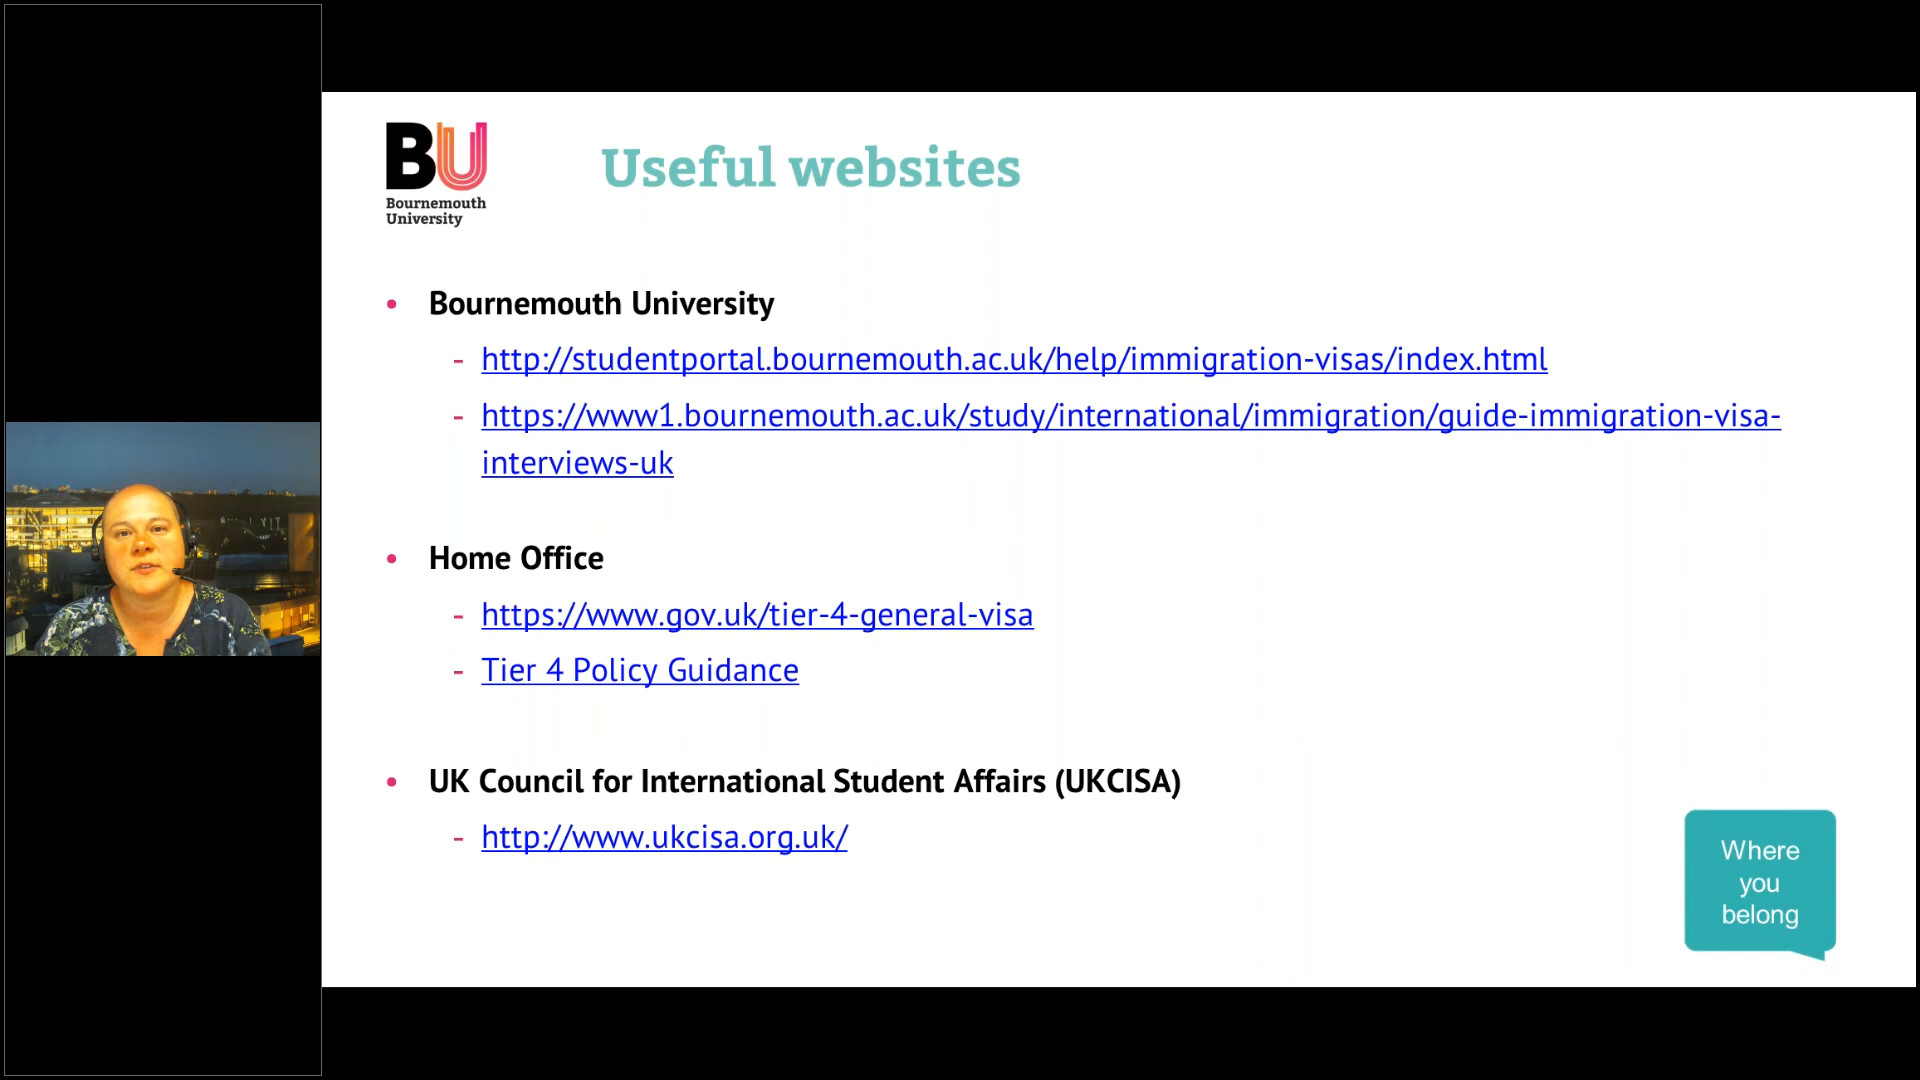 BU
Bournemouth
University
Useful websites
• Bournemouth University
- http://studentportal.bournemouth.ac.uk/help/immigration-visas/index.html
- https://www1.bournemouth.ac.uk/study/international/immigration/guide-immigration-visa-
interviews-uk
• Home Office
- https://www.gov.uk/tier-4-general-visa
- Tier 4 Policy Guidance
• UK Council for International Student Affairs (UKCISA)
- http://www.ukcisa.org.uk/
Where
you
belong